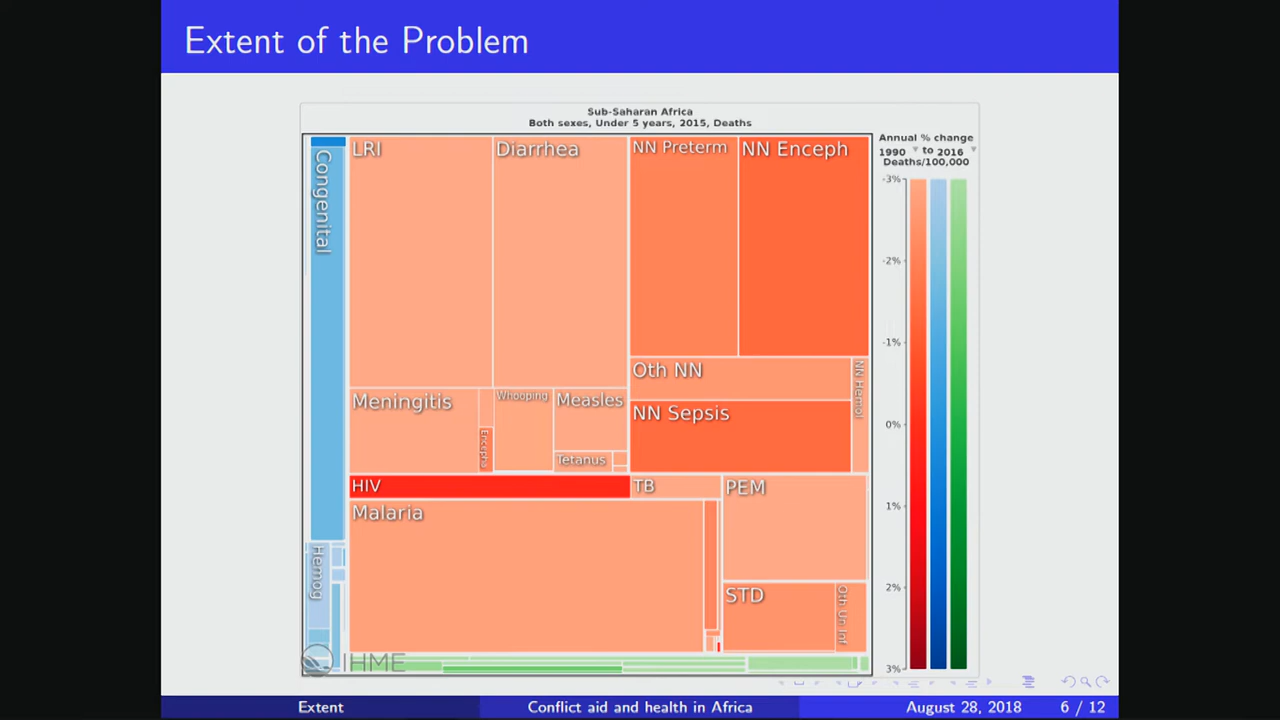 Extent of the Problem
Sub-Saharan Africa
Both sexes, Under 5 years, 2015, Deaths
Annual % change
1990 to 2016
Deaths/100,000
Congenital
LRI
Diarrhea
NN Preterm
NN Enceph
Meningitis
Whooping
Measles
Tetanus
Oth NN
NN Sepsis
HIV
TB
PEM
Malaria
STD
Oth Un Inf
Hemog
IHME
-3%
-2%
-1%
0%
1%
2%
3%
Extent
Conflict aid and health in Africa
August 28, 2018
6 / 12